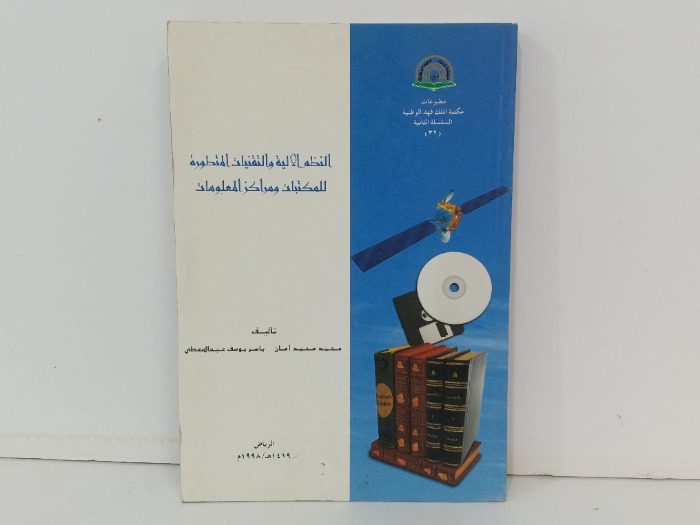 مطبوعات
مكتبة الملك فهد الوطنية
السلسلة الثانية
(٣٢)
النظم الآلية والتقنيات المتطورة
للمكتبات ومراكز المعلومات
تأليف
محمد محمد أمان ياسر يوسف عبدالمعطي
الرياض
١٤١٩هـ/١٩٩٨م